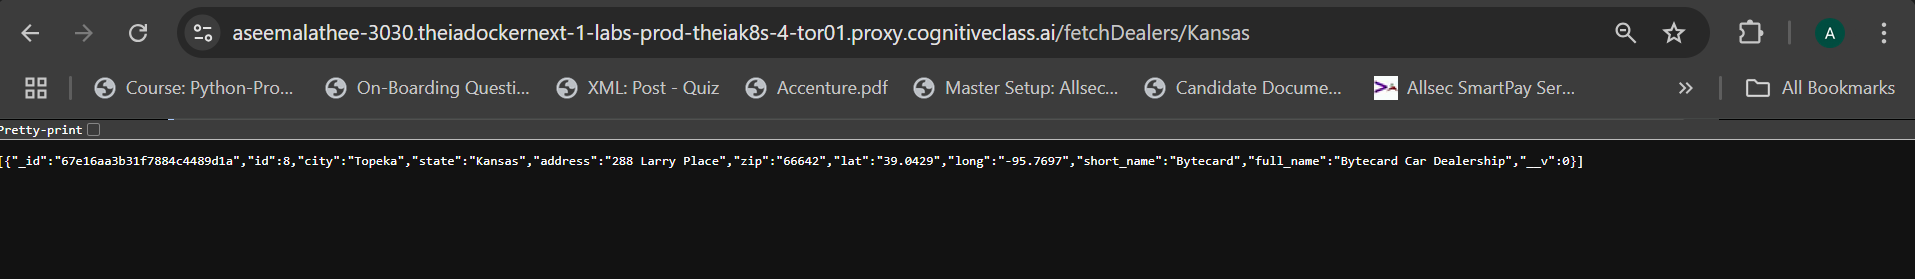 aseemalathee-3030.theiadockernext-1-labs-prod-theiak8s-4-tor01.proxy.cognitiveclass.ai/fetchDealers/Kansas
A
Course: Python-Pro... On-Boarding Questi... XML: Post - Quiz Accenture.pdf Master Setup: Allsec... Candidate Docume... Allsec SmartPay Ser... » All Bookmarks
Pretty-print
[{"_id":"67e16aa3b31f7884c4489d1a","id":8,"city":"Topeka","state":"Kansas","address":"288 Larry Place","zip":"66642","lat":"39.0429","long":"-95.7697","short_name":"Bytecard","full_name":"Bytecard Car Dealership","__v":0}]